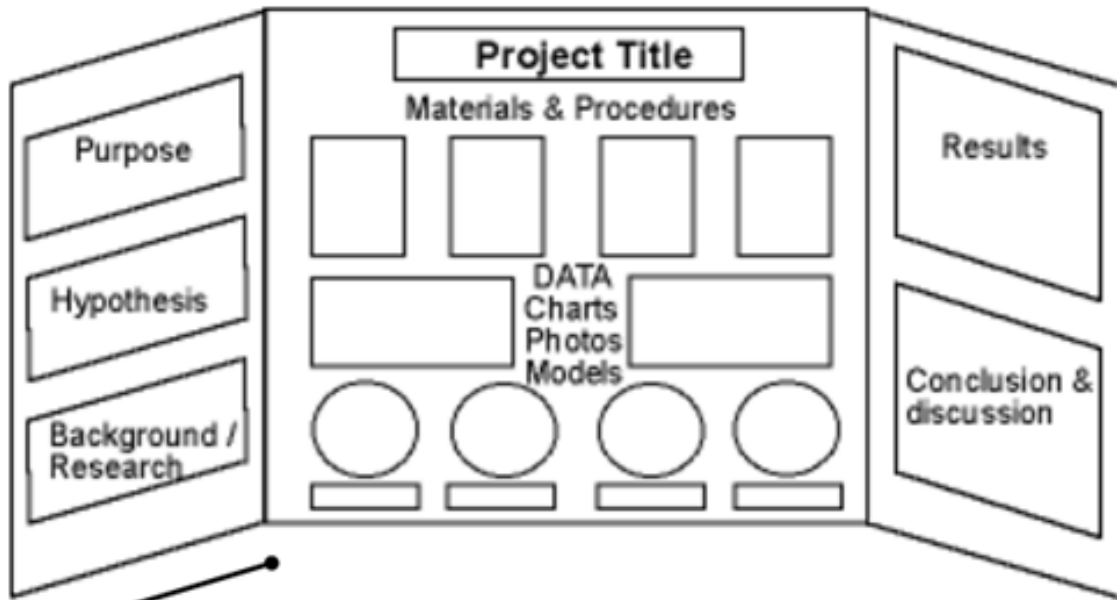 Project Title
Materials & Procedures
Purpose
Hypothesis
Background /
Research
DATA
Charts
Photos
Models
Results
Conclusion &
discussion